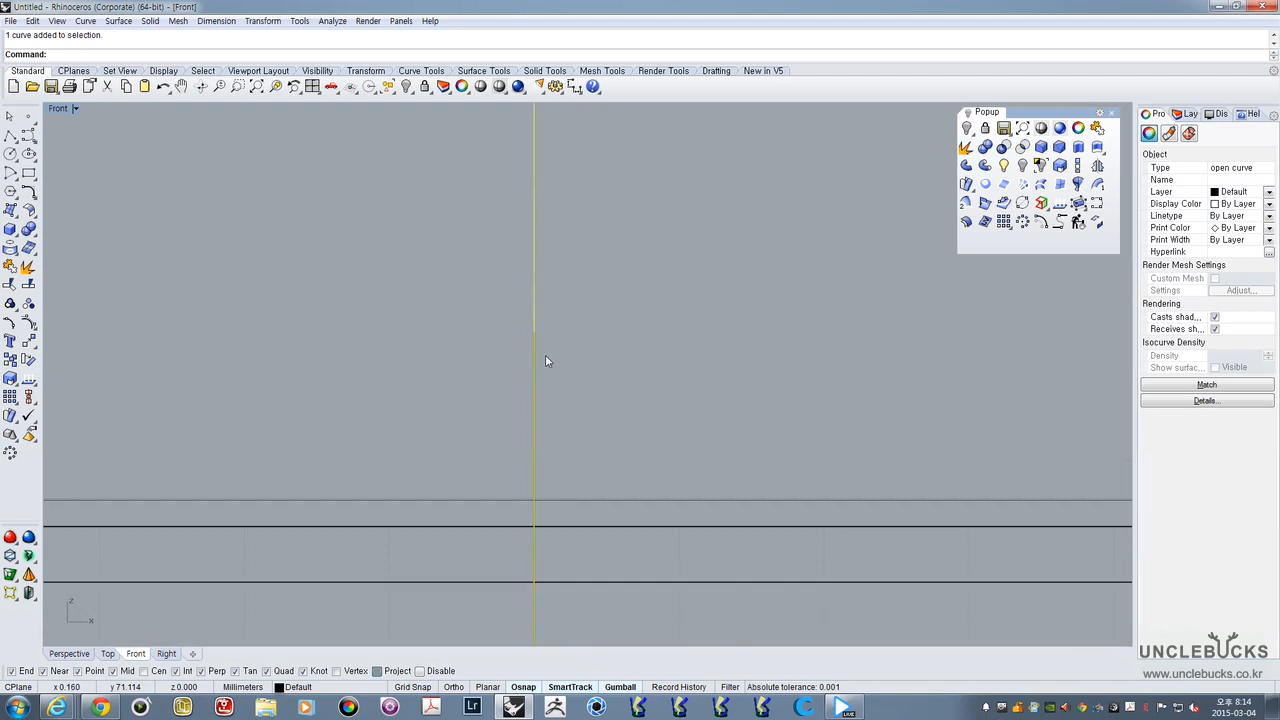 Untitled - Rhinoceros (Corporate) (64-bit) - [Front]
File Edit View Curve Surface Solid Mesh Dimension Transform Tools Analyze Render Panels Help
1 curve added to selection.
Command:
Standard CPlanes Set View Display Select Viewport Layout Visibility Transform Curve Tools Surface Tools Solid Tools Mesh Tools Render Tools Drafting New in V5
Front
Popup
Pro Lay Dis Hel
Object
Type open curve
Name
Layer Default
Display Color By Layer
Linetype By Layer
Print Color By Layer
Print Width By Layer
Hyperlink ...
Render Mesh Settings
Custom Mesh
Settings Adjust...
Rendering
Casts shad...
Receives sh...
Isocurve Density
Density
Show surfac... Visible
Match
Details...
z
x
UNCLEBUCKS
www.unclebucks.co.kr
Perspective Top Front Right
End Near Point Mid Cen Int Perp Tan Quad Knot Vertex Project Disable
CPlane x 0.160 y 71.114 z 0.000 Millimeters Default Grid Snap Ortho Planar Osnap SmartTrack Gumball Record History Filter Absolute tolerance: 0.001
Lr
LIVE
오후 8:14
2015-03-04